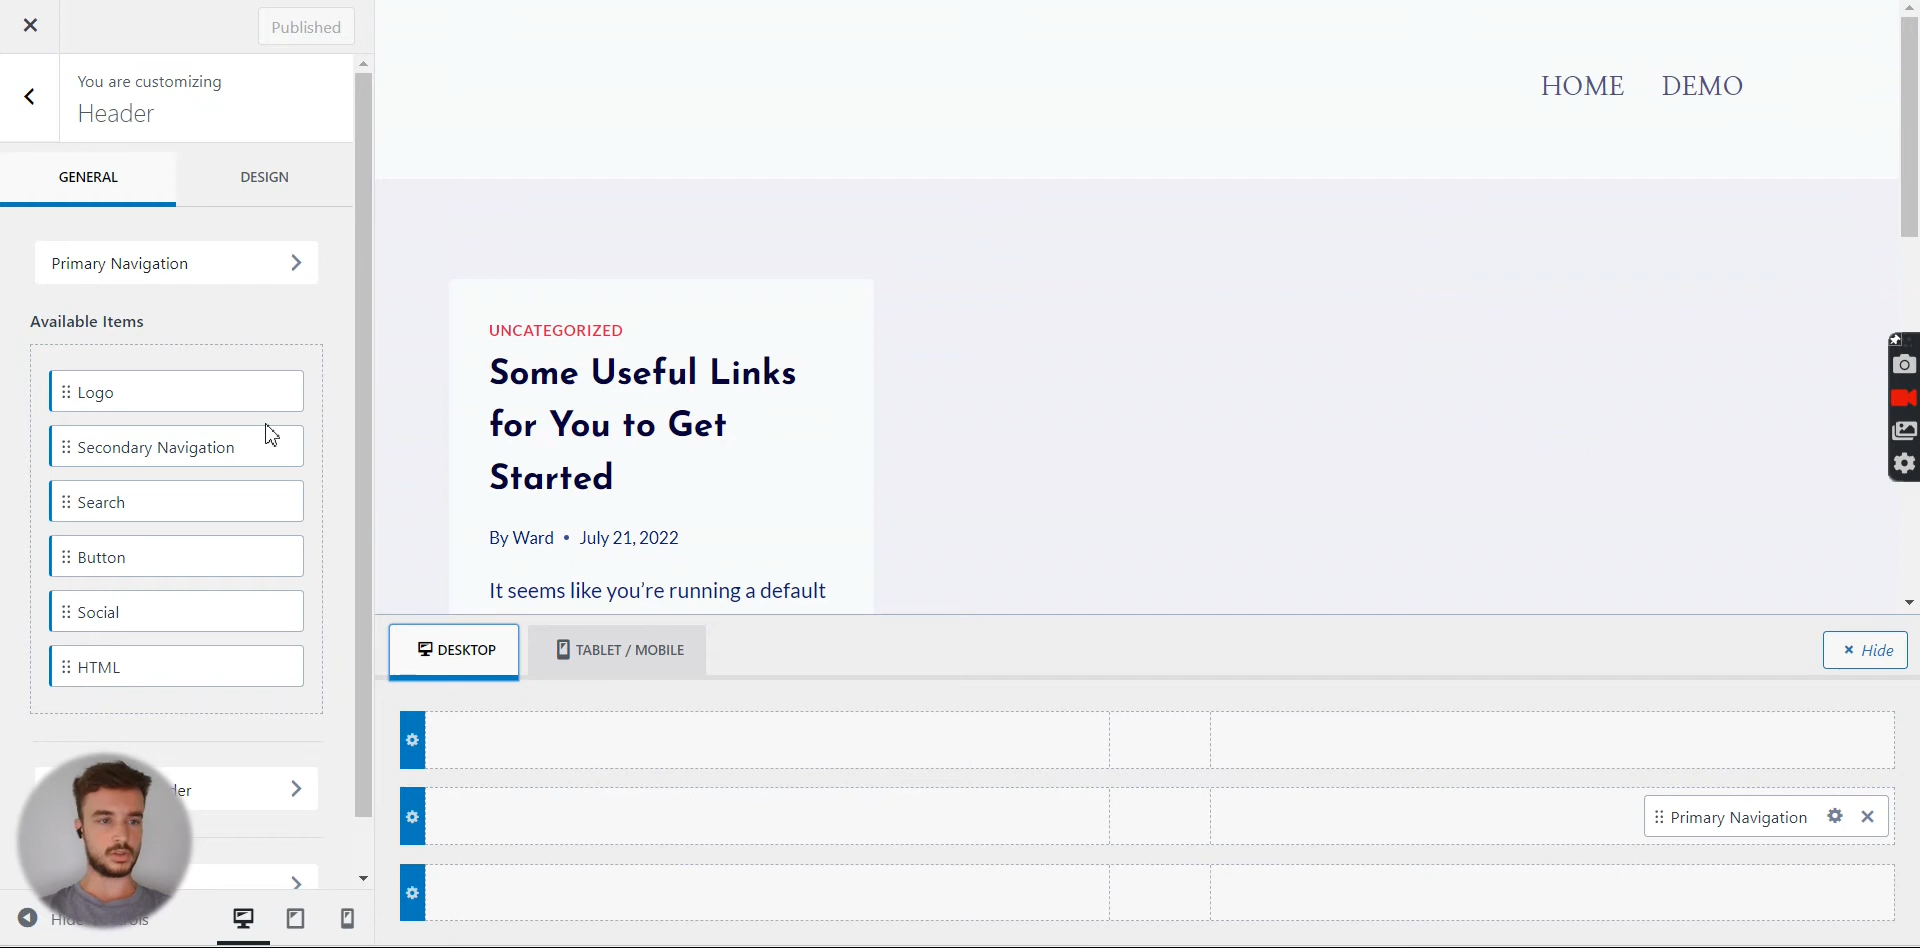 Published
You are customizing
Header
GENERAL
DESIGN
Primary Navigation
Available Items
Logo
Secondary Navigation
Search
Button
Social
HTML
HOME
DEMO
UNCATEGORIZED
Some Useful Links
for You to Get
Started
By Ward • July 21, 2022
It seems like you’re running a default
DESKTOP
TABLET / MOBILE
× Hide
Primary Navigation